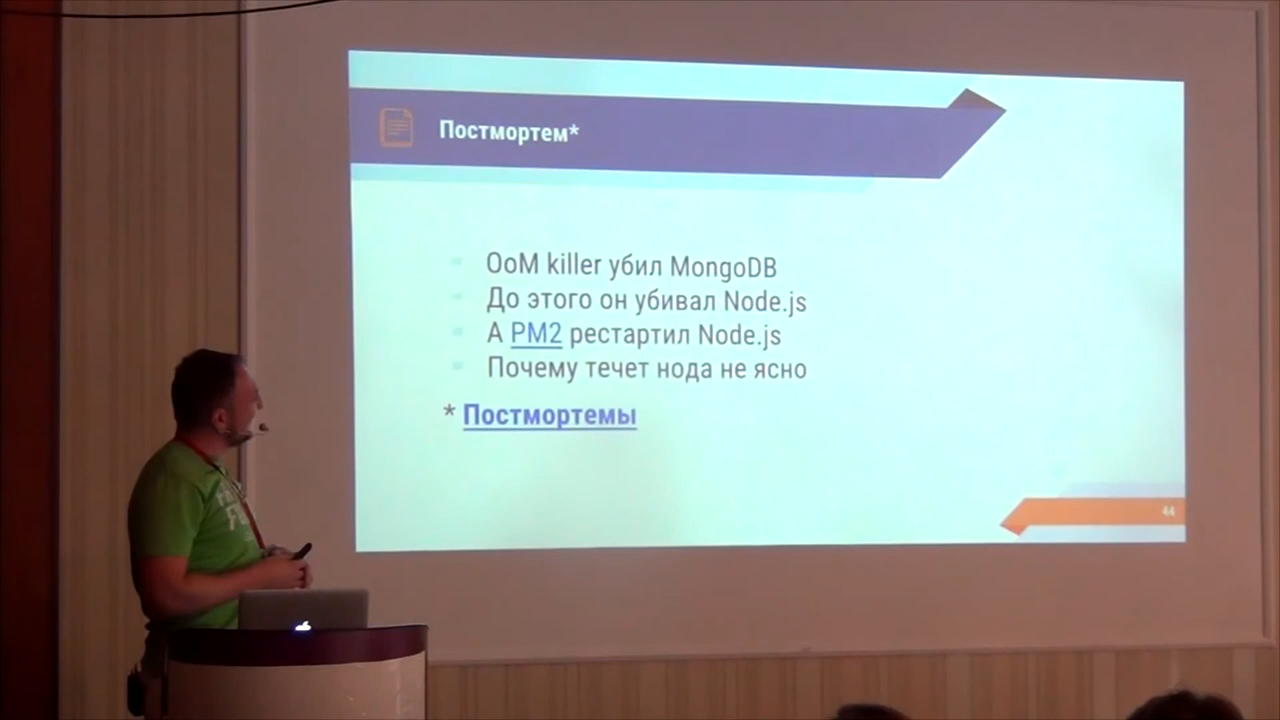 Постмортем*
OoM killer убил MongoDB
До этого он убивал Node.js
А PM2 рестартил Node.js
Почему течет нода не ясно
* Постмортемы
44